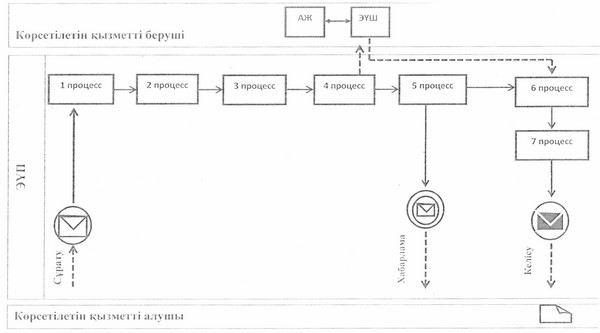 АЖ
ЭҮШ
Көрсетілетін қызметті беруші
1 процесс
2 процесс
3 процесс
4 процесс
5 процесс
6 процесс
7 процесс
ЭҮП
Сұрату
Хабарлама
Келісу
Көрсетілетін қызметті алушы